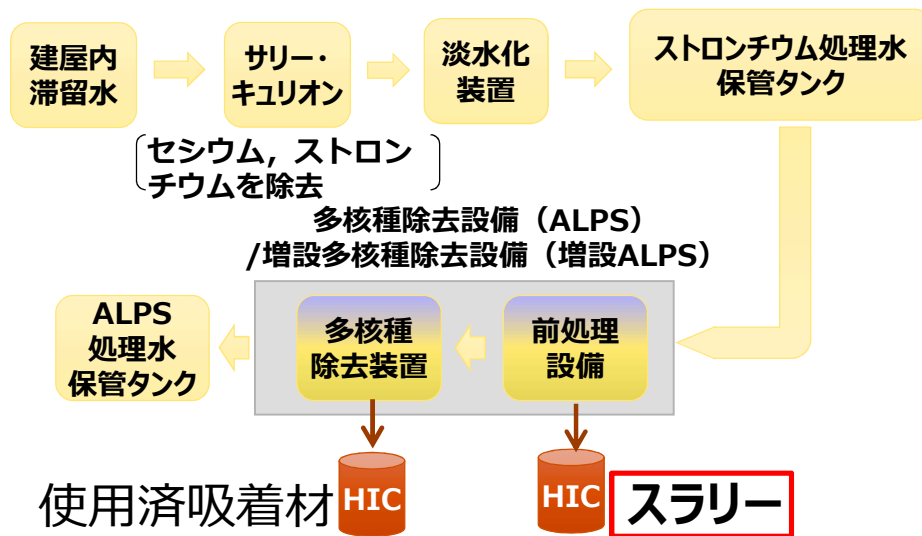 建屋内
滞留水
サリー・
キュリオン
淡水化
装置
ストロンチウム処理水
保管タンク
セシウム，ストロン
チウムを除去
多核種除去設備（ALPS）
/増設多核種除去設備（増設ALPS）
ALPS
処理水
保管タンク
多核種
除去装置
前処理
設備
使用済吸着材
HIC
HIC
スラリー